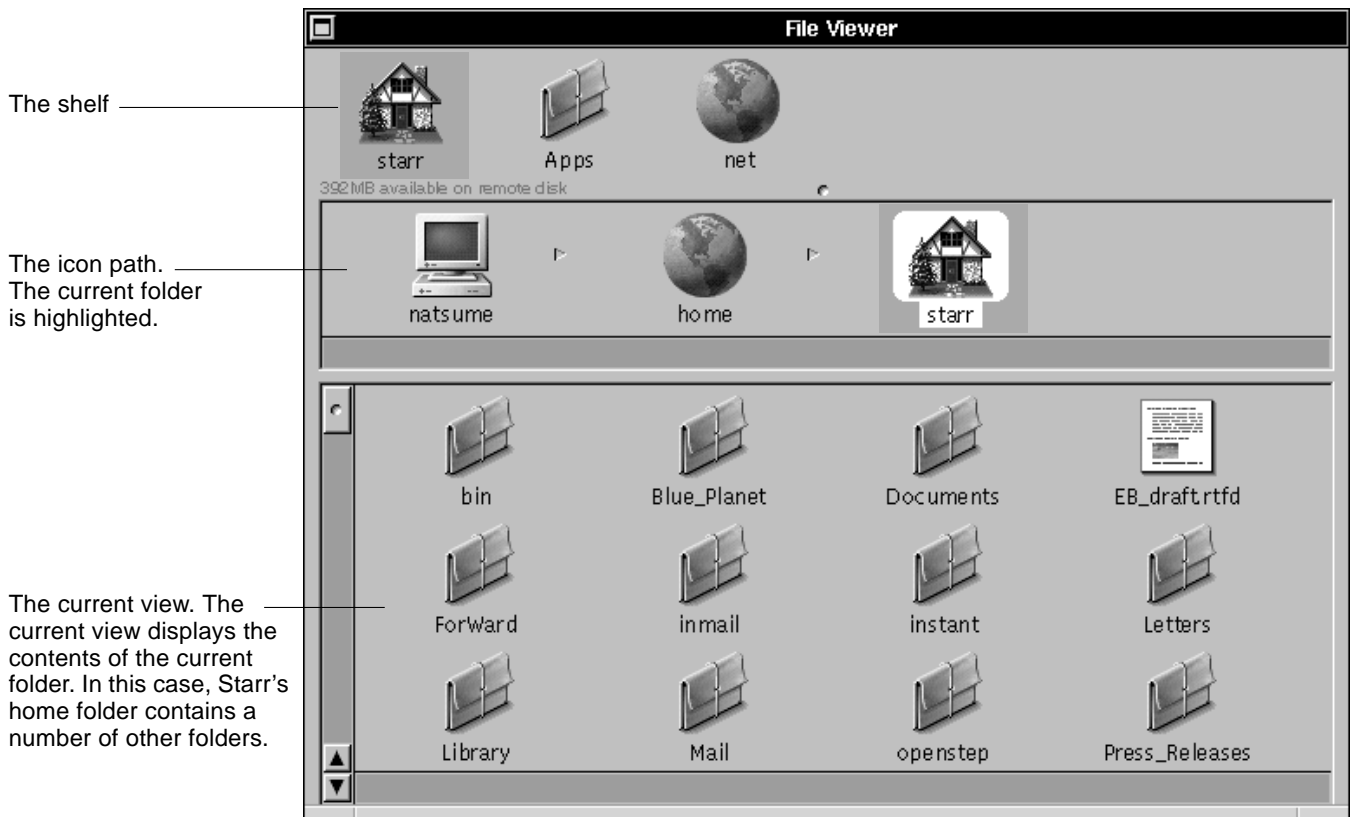 File Viewer
The shelf
starr Apps net
392MB available on remote disk
The icon path.
The current folder
is highlighted.
natsume home starr
bin Blue_Planet Documents EB_draft.rtfd
ForWard inmail instant Letters
The current view. The
current view displays the
contents of the current
folder. In this case, Starr's
home folder contains a
number of other folders.
Library Mail openstep Press_Releases